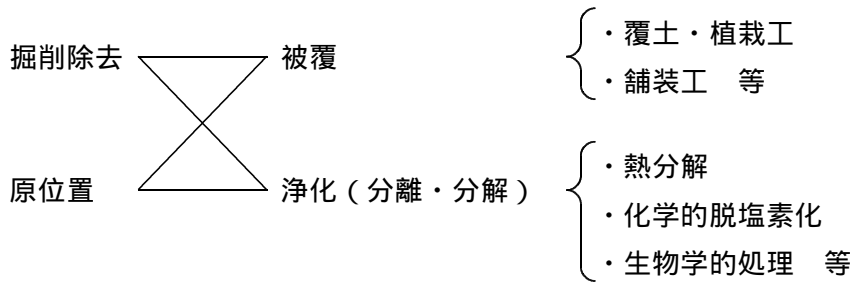 掘削除去
被覆
・覆土・植栽工
・舗装工　等
原位置
浄化（分離・分解）
・熱分解
・化学的脱塩素化
・生物学的処理　等